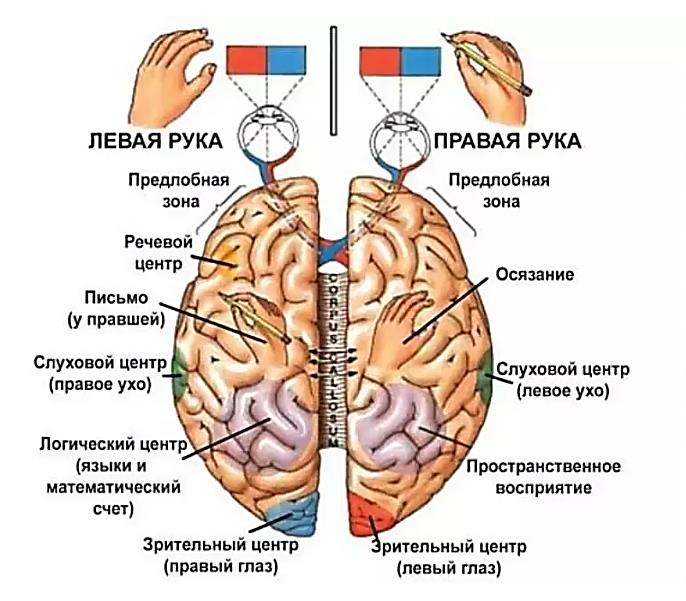 ЛЕВАЯ РУКА
ПРАВАЯ РУКА
Предлобная
зона
Предлобная
зона
Речевой
центр
Осязание
Письмо
(у правшей)
CORPUS CALLOSUM
Слуховой центр
(правое ухо)
Слуховой центр
(левое ухо)
Логический центр
(языки и
математический
счет)
Пространственное
восприятие
Зрительный центр
(правый глаз)
Зрительный центр
(левый глаз)